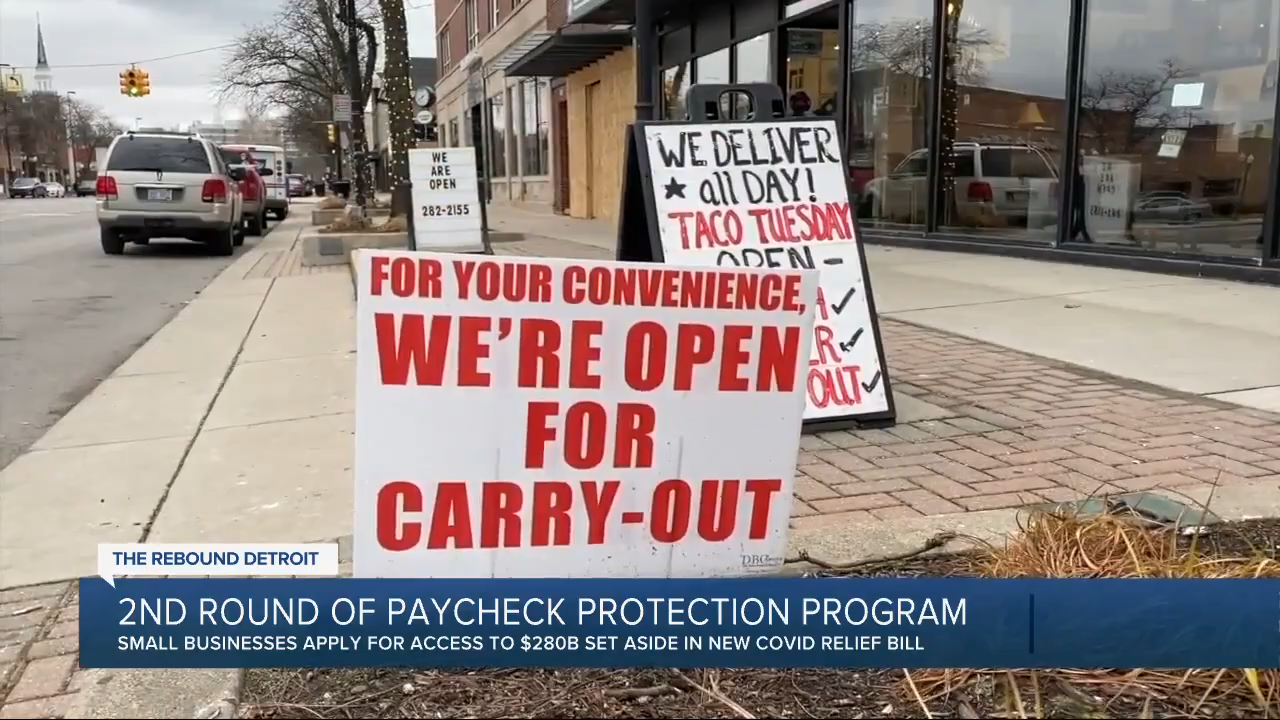 WE
ARE
OPEN
282-2155
WE DELIVER
★ all DAY!
TACO TUESDAY
OPEN -
FOR YOUR CONVENIENCE,
WE'RE OPEN
FOR
CARRY-OUT
THE REBOUND DETROIT
2ND ROUND OF PAYCHECK PROTECTION PROGRAM
SMALL BUSINESSES APPLY FOR ACCESS TO $280B SET ASIDE IN NEW COVID RELIEF BILL